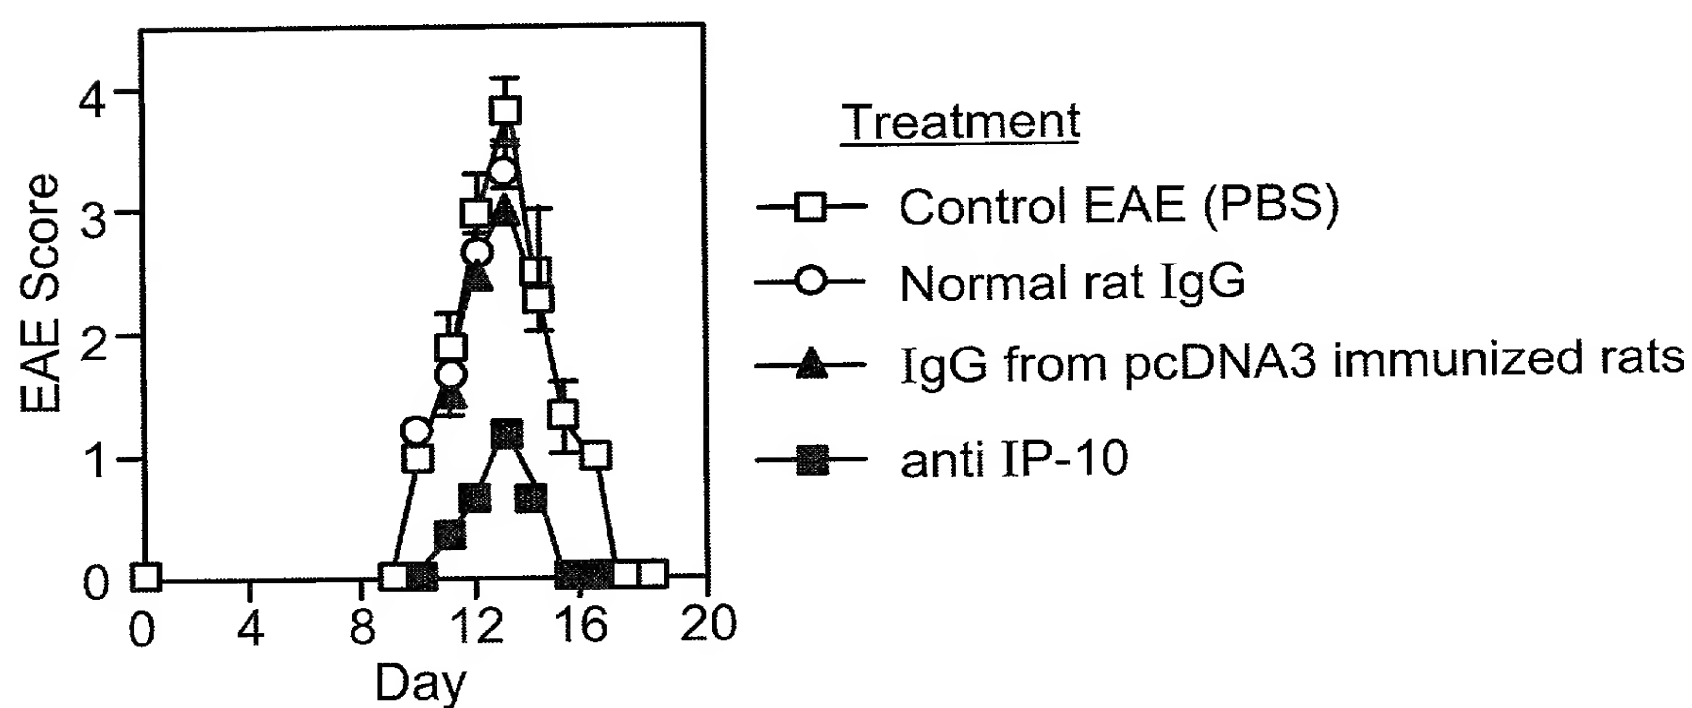 4
3
2
1
0
EAE Score
0 4 8 12 16 20
Day
Treatment
Control EAE (PBS)
Normal rat IgG
IgG from pcDNA3 immunized rats
anti IP-10